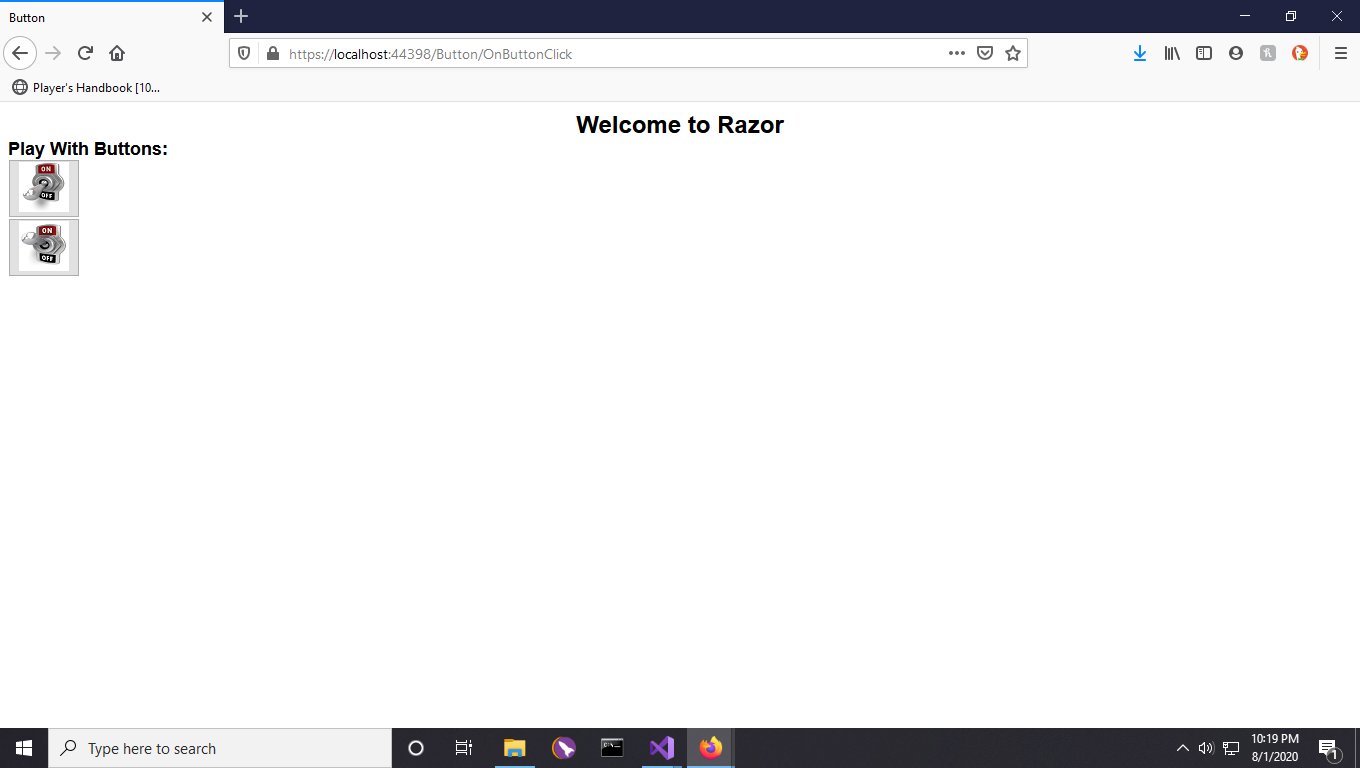 Button
https://localhost:44398/Button/OnButtonClick
Player's Handbook [10...
Welcome to Razor
Play With Buttons:
ON
OFF
ON
OFF
Type here to search
10:19 PM
8/1/2020
1